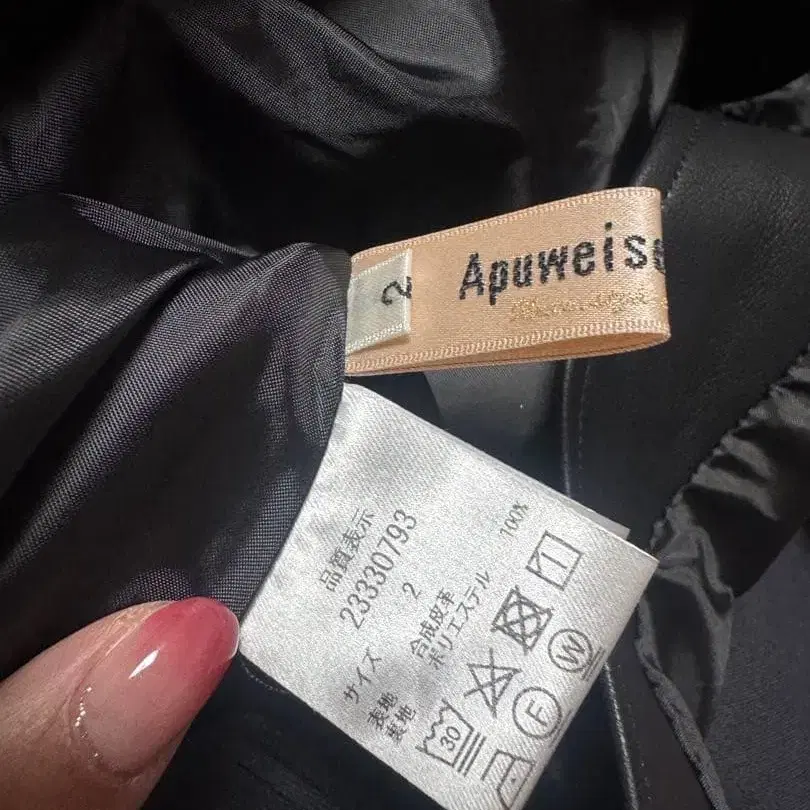 2
Apuweise
品質表示
23330793
サイズ 2
表地 合成皮革
裏地 ポリエステル 100%
30
F
W